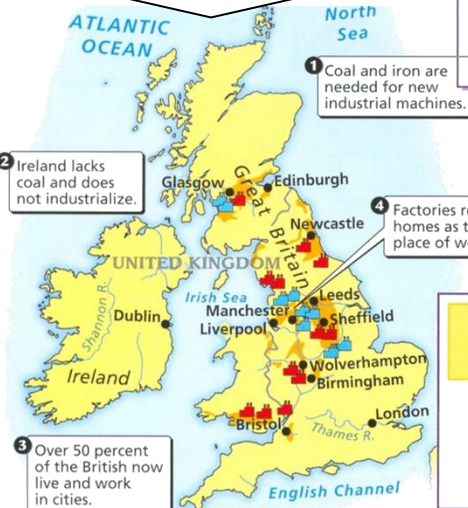 ATLANTIC
OCEAN
North
Sea
1 Coal and iron are
needed for new
industrial machines.
2 Ireland lacks
coal and does
not industrialize.
Glasgow
Edinburgh
Great Britain
4 Factories
homes as t
place of w
Newcastle
UNITED KINGDOM
Irish Sea
Leeds
Manchester
Liverpool
Sheffield
Shannon R.
Dublin
Ireland
Wolverhampton
Birmingham
London
Bristol
Thames R.
3 Over 50 percent
of the British now
live and work
in cities.
English Channel